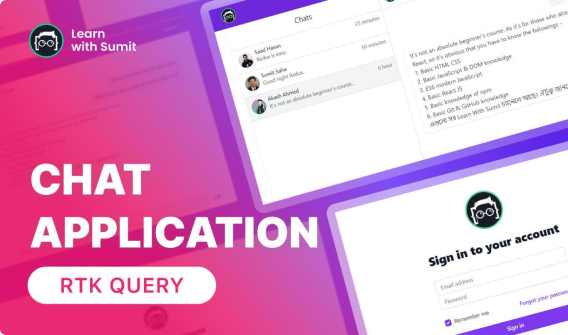 Learn
with Sumit
CHAT
APPLICATION
RTK QUERY
Chats
Saad Hasan
Redux is easy.
25 minutes
Sumit Saha
Good night Redux.
50 minutes
Akash Ahmed
It's not an absolute beginner's course...
6 hour
It's not an absolute beginner's course. As it's for those who
React, so it's obvious that you have to know the followings -
1. Basic HTML CSS
2. Basic JavaScript & DOM knowledge
3. ES6 modern JavaScript
4. Basic React JS
5. Basic knowledge of npm
6. Basic Git & GitHub knowledge
Learn With Sumit
Sign in to your account
Email address
Password
Remember me
Forgot your
Sign in